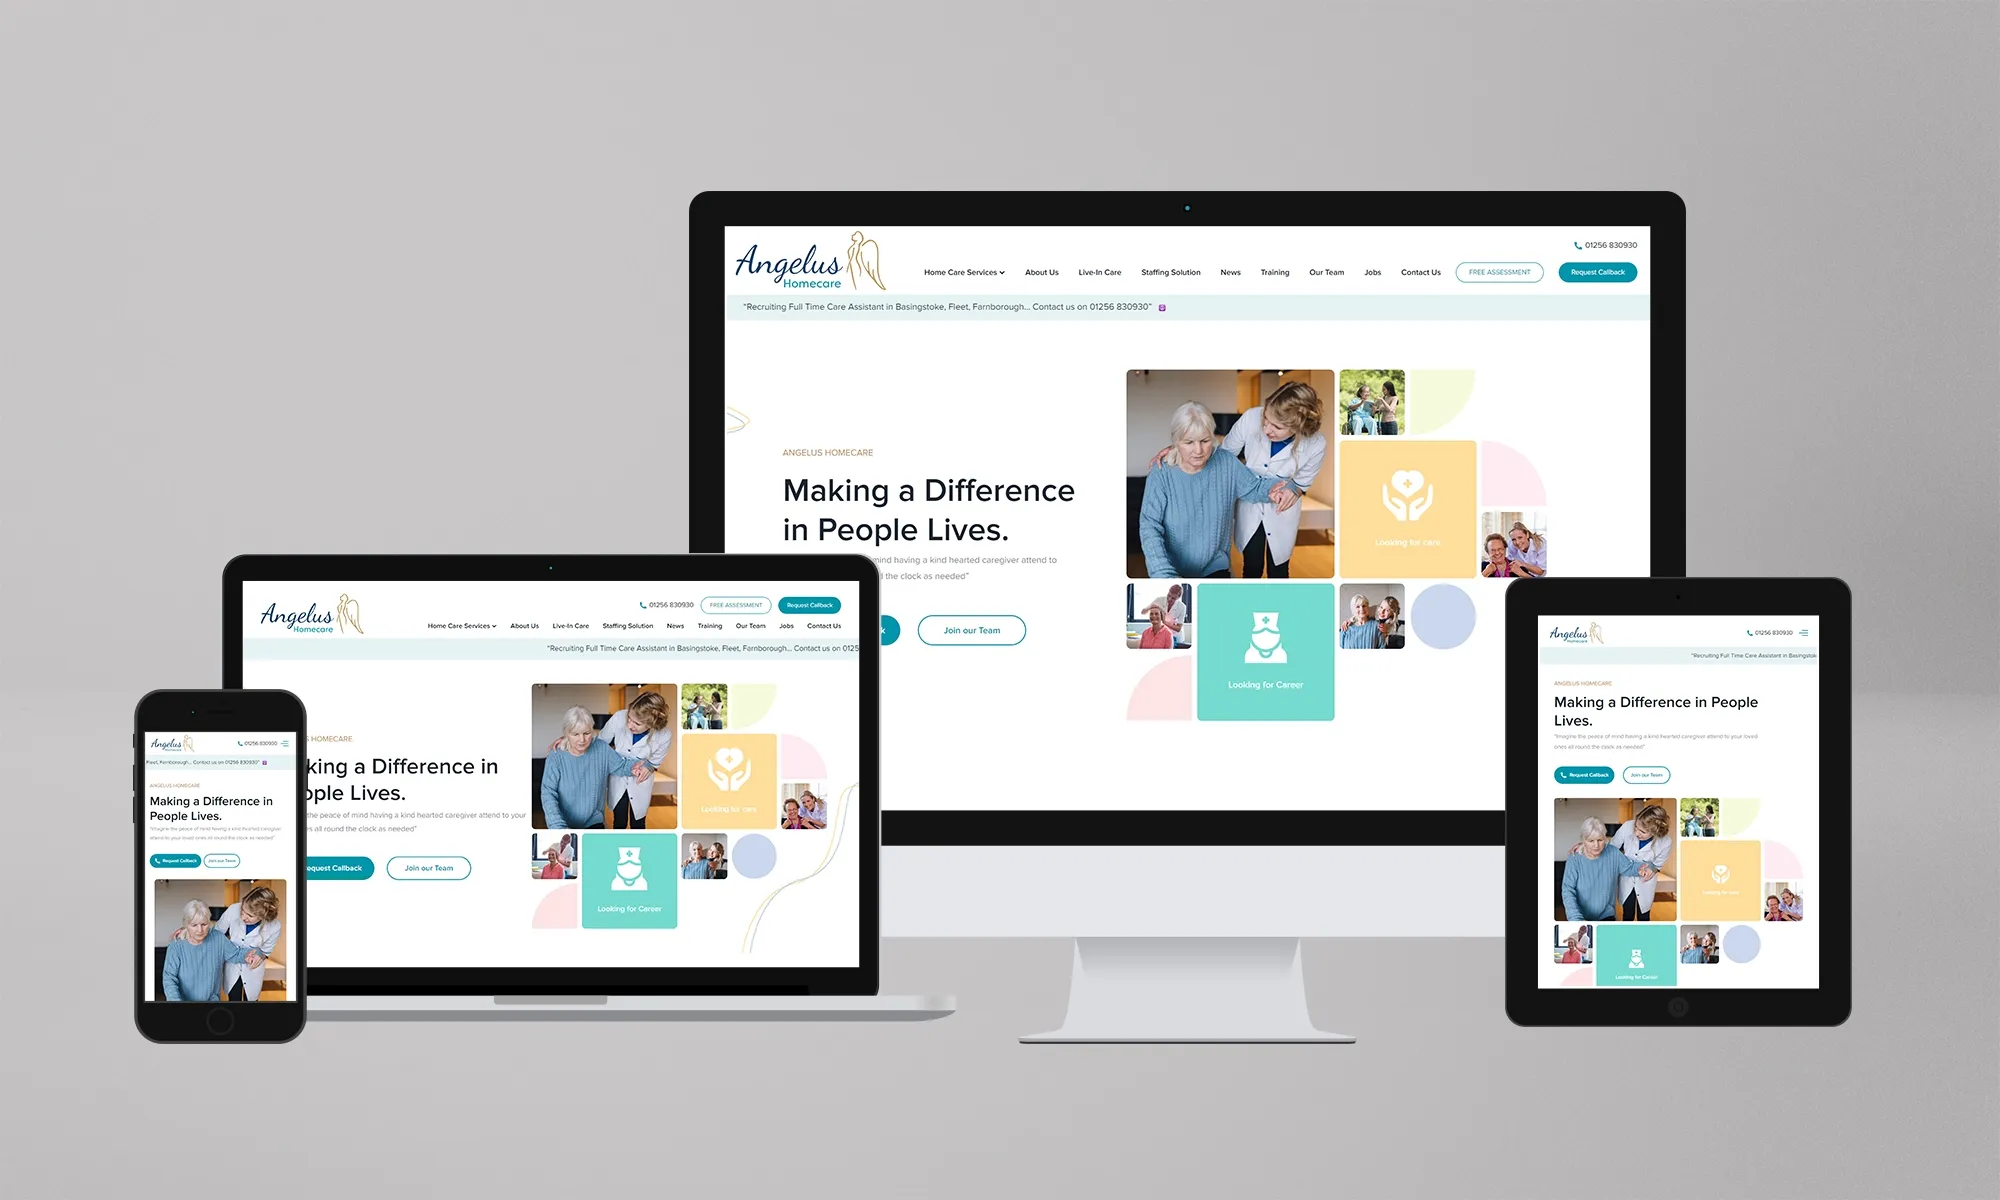 Angelus
Homecare
01256 830930
Home Care Services
About Us
Live-In Care
Staffing Solution
News
Training
Our Team
Jobs
Contact Us
FREE ASSESSMENT
Request Callback
"Recruiting Full Time Care Assistant in Basingstoke, Fleet, Farnborough... Contact us on 01256 830930"
ANGELUS HOMECARE
Making a Difference
in People Lives.
mind having a kind hearted caregiver attend to
the clock as needed"
Join our Team
Looking for care
Looking for Career
Angelus
Homecare
01256 830930
FREE ASSESSMENT
Request Callback
Home Care Services
About Us
Live-In Care
Staffing Solution
News
Training
Our Team
Jobs
Contact Us
"Recruiting Full Time Care Assistant in Basingstoke, Fleet, Farnborough... Contact us on 0125
S HOMECARE
king a Difference in
ople Lives.
the peace of mind having a kind hearted caregiver attend to your
es all round the clock as needed"
equest Callback
Join our Team
Looking for care
Looking for Career
Angelus
Homecare
01256 830930
Fleet, Farnborough... Contact us on 01256 830930"
ANGELUS HOMECARE
Making a Difference in
People Lives.
"Imagine the peace of mind having a kind hearted caregiver
attend to your loved ones all round the clock as needed"
Request Callback
Join our Team
Angelus
Homecare
01256 830930
"Recruiting Full Time Care Assistant in Basingstok
ANGELUS HOMECARE
Making a Difference in People
Lives.
"Imagine the peace of mind having a kind hearted caregiver attend to your loved
ones all round the clock as needed"
Request Callback
Join our Team
Looking for care
Looking for Career